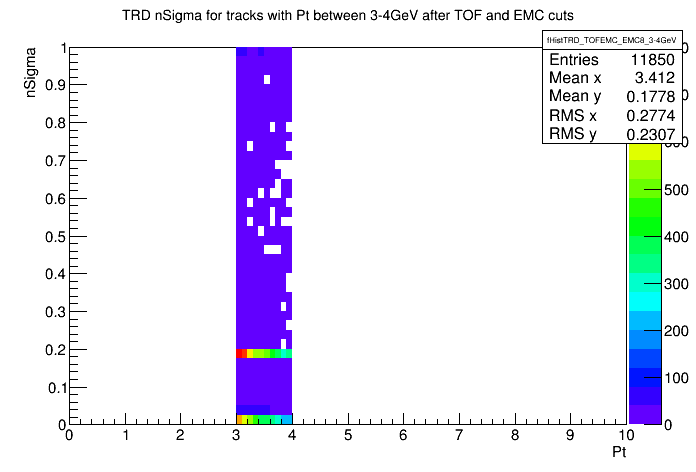 TRD nSigma for tracks with Pt between 3-4GeV after TOF and EMC cuts
fHistTRD_TOFEMC_EMC8_3-4GeV
Entries 11850
Mean x 3.412
Mean y 0.1778
RMS x 0.2774
RMS y 0.2307
nSigma
1
0.9
0.8
0.7
0.6
0.5
0.4
0.3
0.2
0.1
0
0 1 2 3 4 5 6 7 8 9 10
Pt
500
400
300
200
100
0